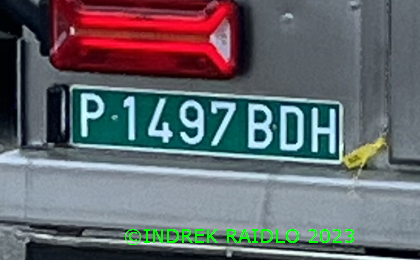 P·1497 BDH
©INDREK RAIDLO 2023